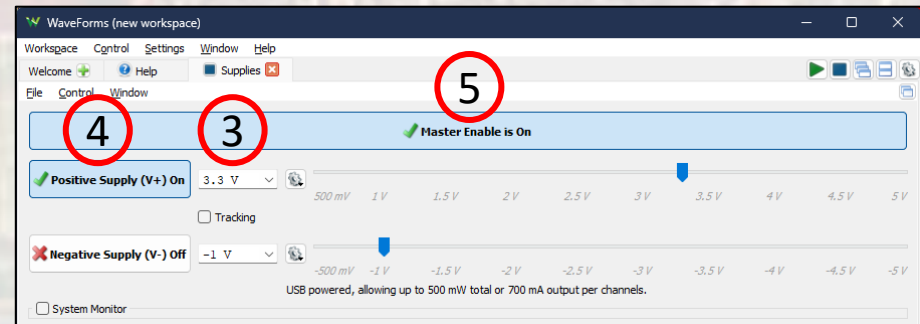 WaveForms (new workspace)
Workspace Control Settings Window Help
Welcome Help Supplies
File Control Window
5
4 3
Master Enable is On
Positive Supply (V+) On 3.3 V
500 mV 1 V 1.5 V 2 V 2.5 V 3 V 3.5 V 4 V 4.5 V 5 V
Tracking
Negative Supply (V-) Off -1 V
-500 mV -1 V -1.5 V -2 V -2.5 V -3 V -3.5 V -4 V -4.5 V -5 V
USB powered, allowing up to 500 mW total or 700 mA output per channels.
System Monitor